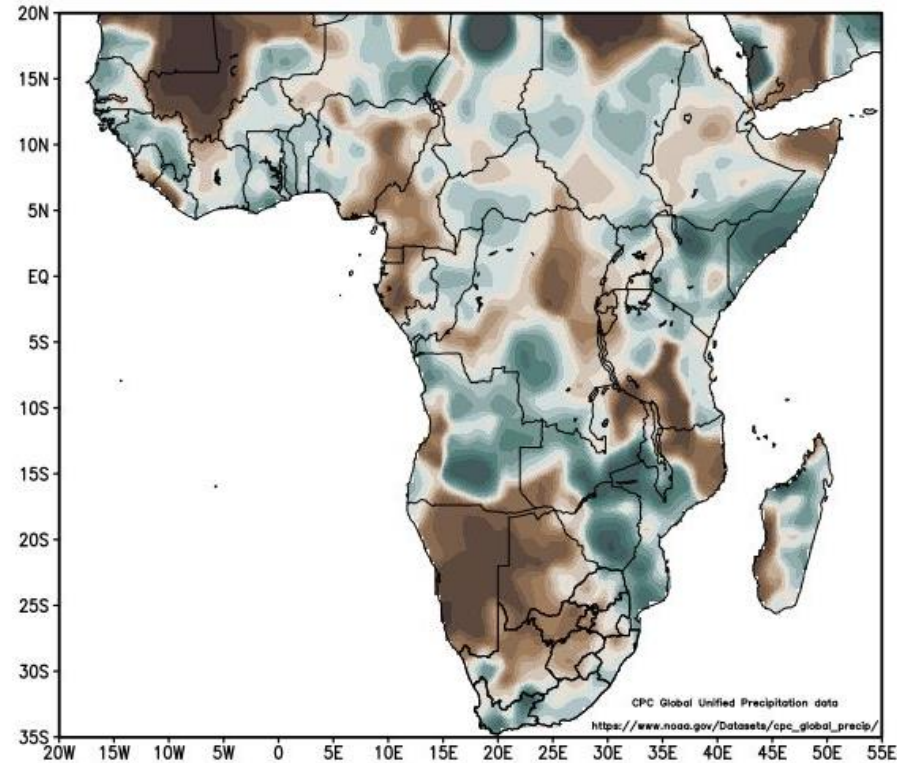 20N
15N
10N
5N
EQ
5S
10S
15S
20S
25S
30S
35S
CPC Global Unified Precipitation data
https://www.noaa.gov/Datasets/cpc_global_precip/
20W 15W 10W 5W 0 5E 10E 15E 20E 25E 30E 35E 40E 45E 50E 55E